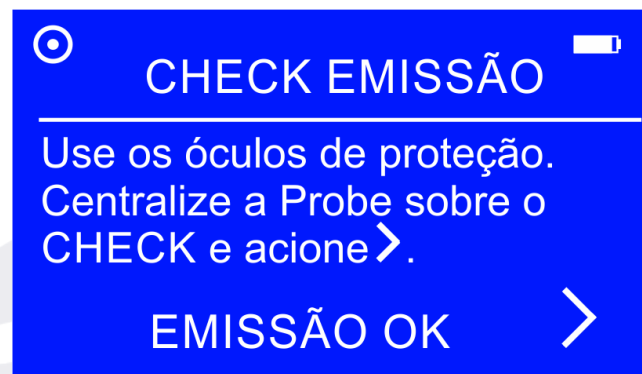 CHECK EMISSÃO
Use os óculos de proteção.
Centralize a Probe sobre o
CHECK e acione >.
EMISSÃO OK >